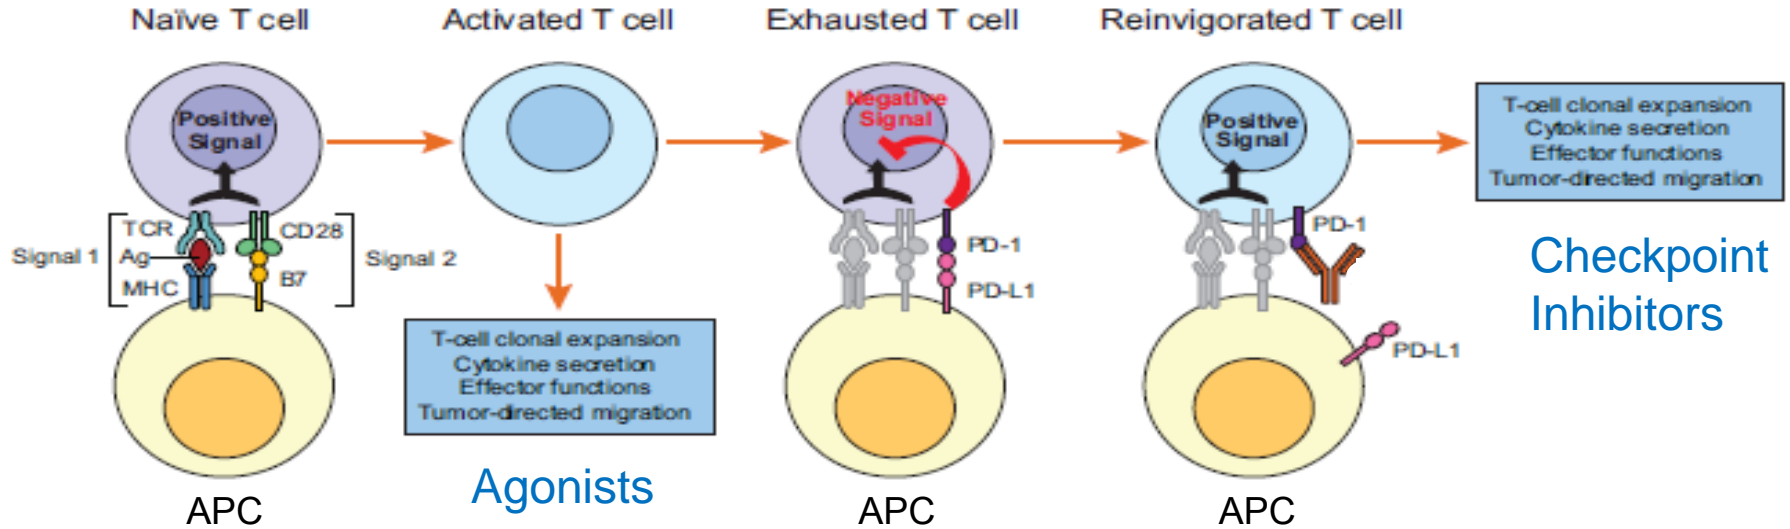 Naïve T cell
Activated T cell
Exhausted T cell
Reinvigorated T cell
Positive
Signal
Negative
Signal
Positive
Signal
T-cell clonal expansion
Cytokine secretion
Effector functions
Tumor-directed migration
Signal 1
TCR
Ag
MHC
CD28
B7
Signal 2
PD-1
PD-L1
PD-1
PD-L1
Checkpoint
Inhibitors
T-cell clonal expansion
Cytokine secretion
Effector functions
Tumor-directed migration
Agonists
APC
APC
APC